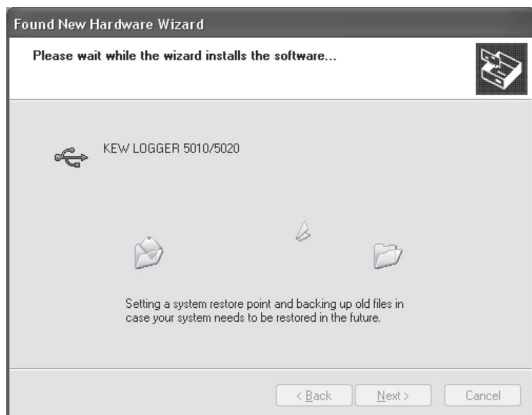 Found New Hardware Wizard
Please wait while the wizard installs the software...
KEW LOGGER 5010/5020
Setting a system restore point and backing up old files in
case your system needs to be restored in the future.
< Back
Next >
Cancel